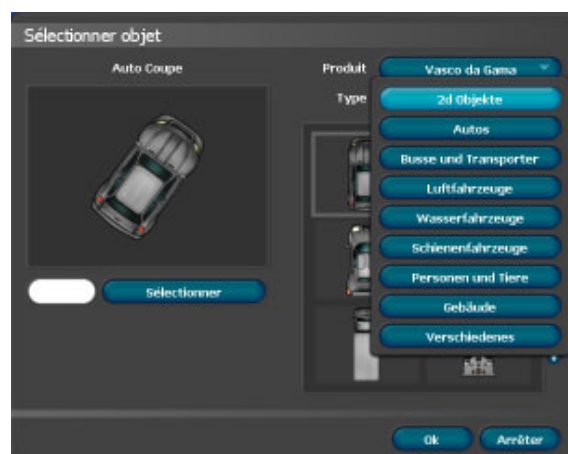 Sélectionner objet
Auto Coupe
Produit
Vasco da Gama
Type
2d Objekte
Autos
Busse und Transporter
Luftfahrzeuge
Wasserfahrzeuge
Schienenfahrzeuge
Personen und Tiere
Gebäude
Verschiedenes
Sélectionner
Ok
Arrêter